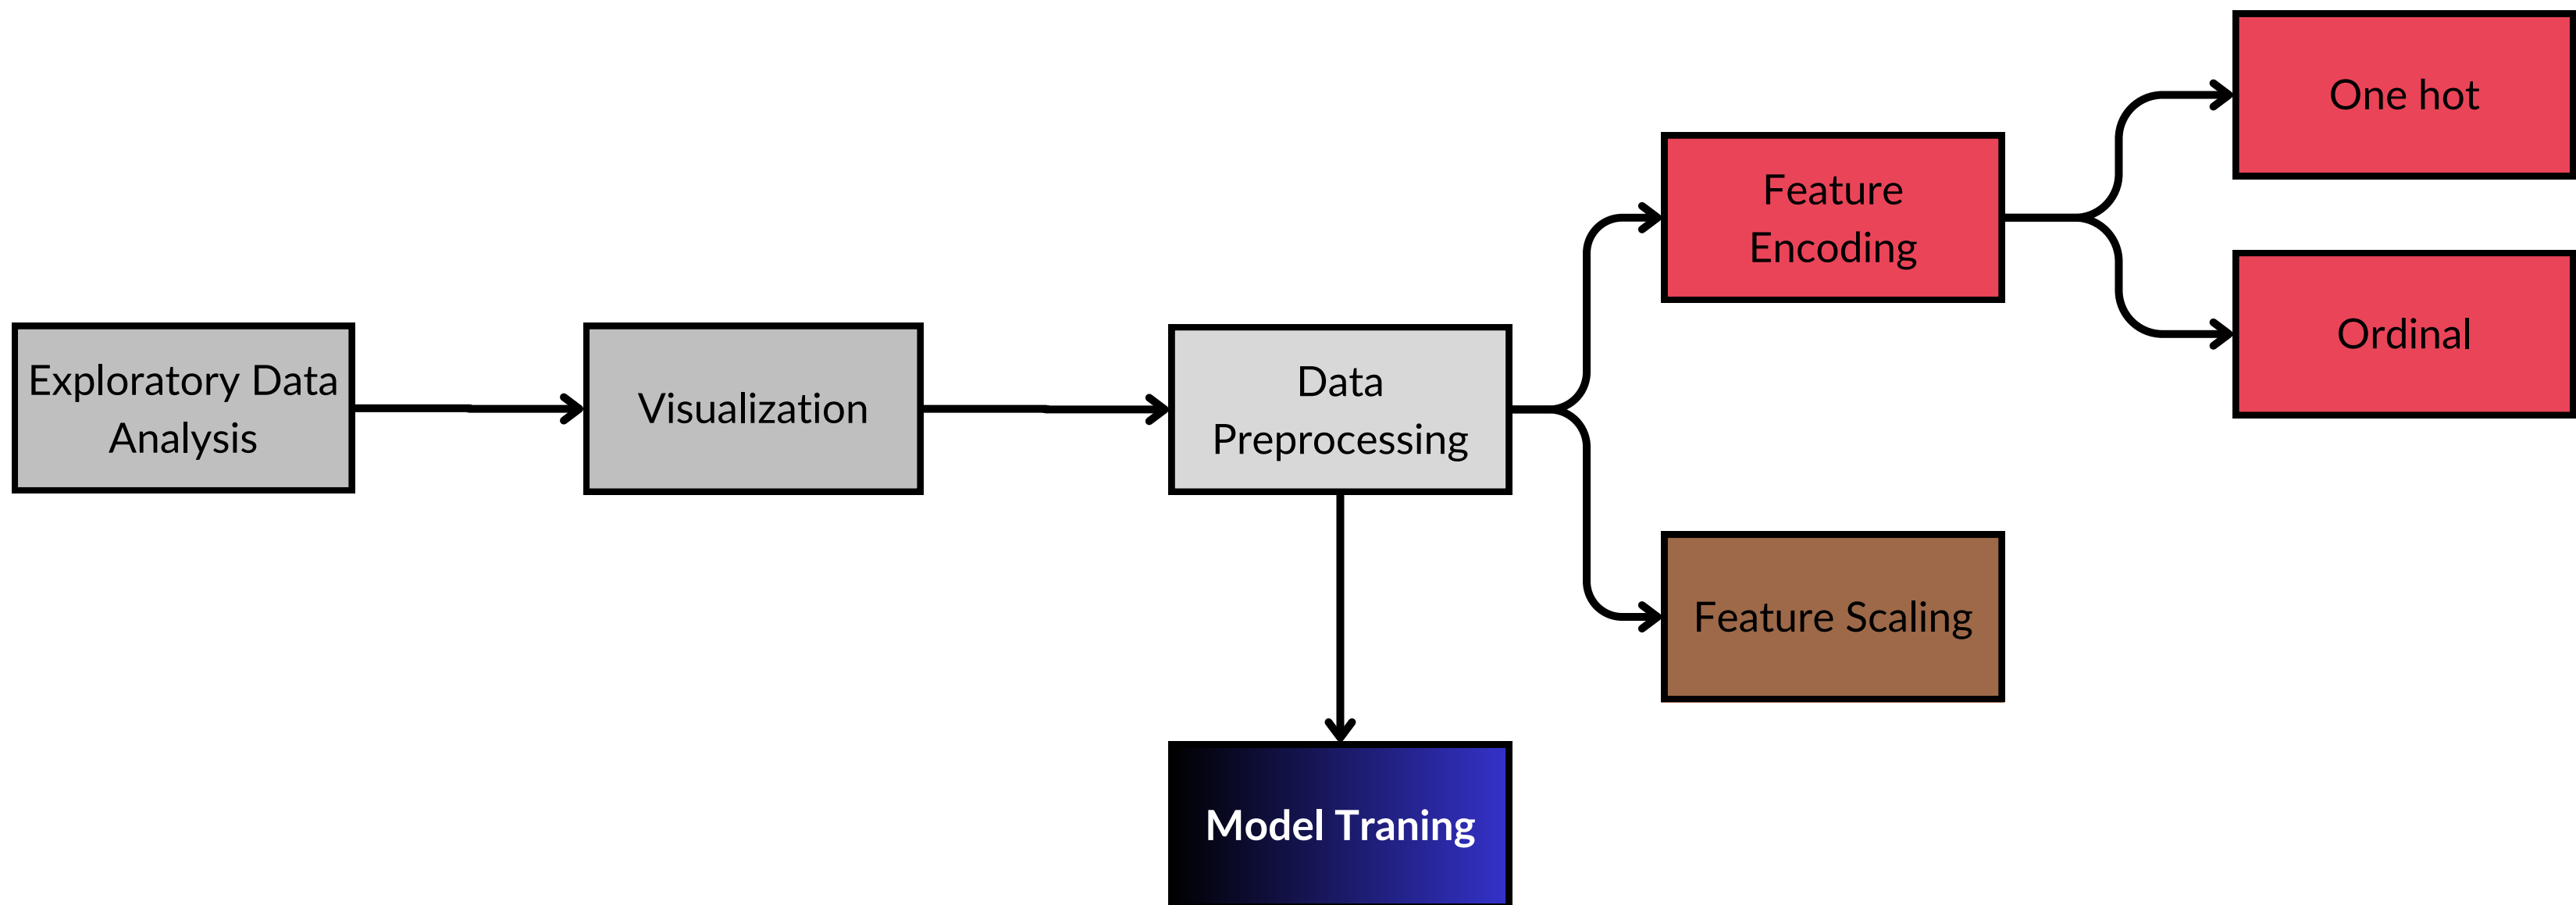 Exploratory Data
Analysis
Visualization
Data
Preprocessing
Feature
Encoding
One hot
Ordinal
Feature Scaling
Model Traning